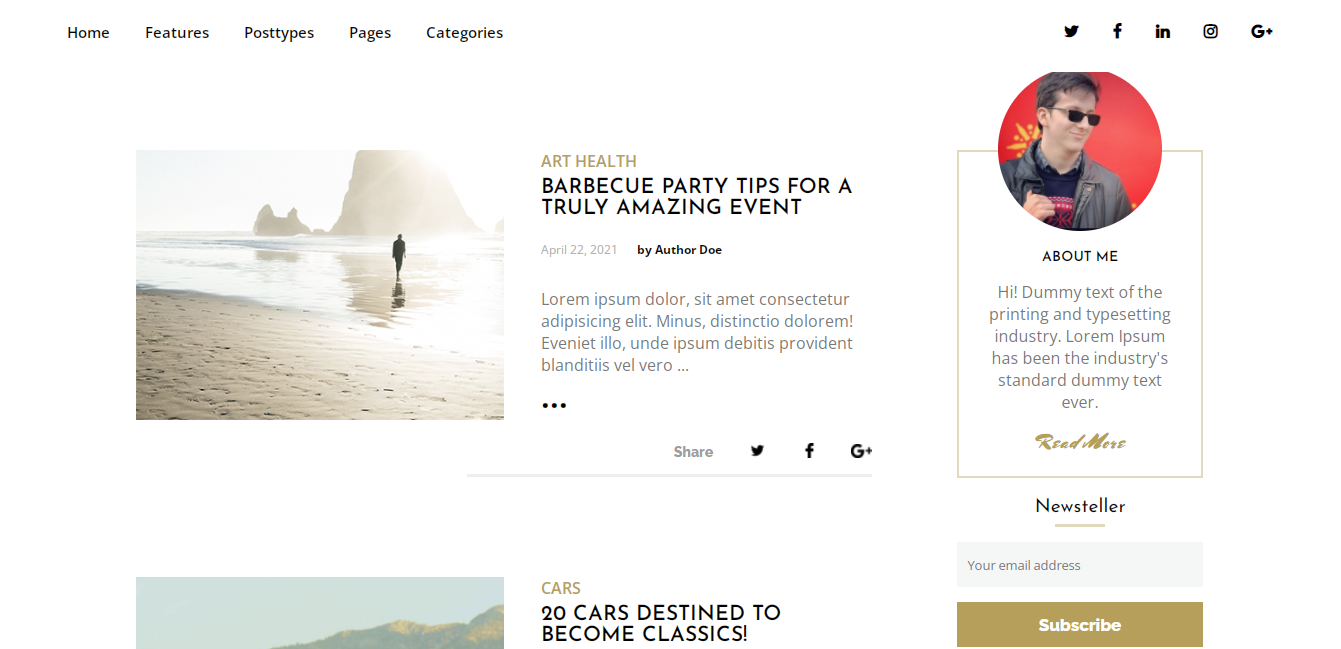 Home Features Posttypes Pages Categories
ART HEALTH
BARBECUE PARTY TIPS FOR A
TRULY AMAZING EVENT
April 22, 2021 by Author Doe
Lorem ipsum dolor, sit amet consectetur
adipisicing elit. Minus, distinctio dolorem!
Eveniet illo, unde ipsum debitis provident
blanditiis vel vero ...
Share
CARS
20 CARS DESTINED TO
BECOME CLASSICS!
ABOUT ME
Hi! Dummy text of the
printing and typesetting
industry. Lorem Ipsum
has been the industry's
standard dummy text
ever.
Read More
Newsteller
Your email address
Subscribe